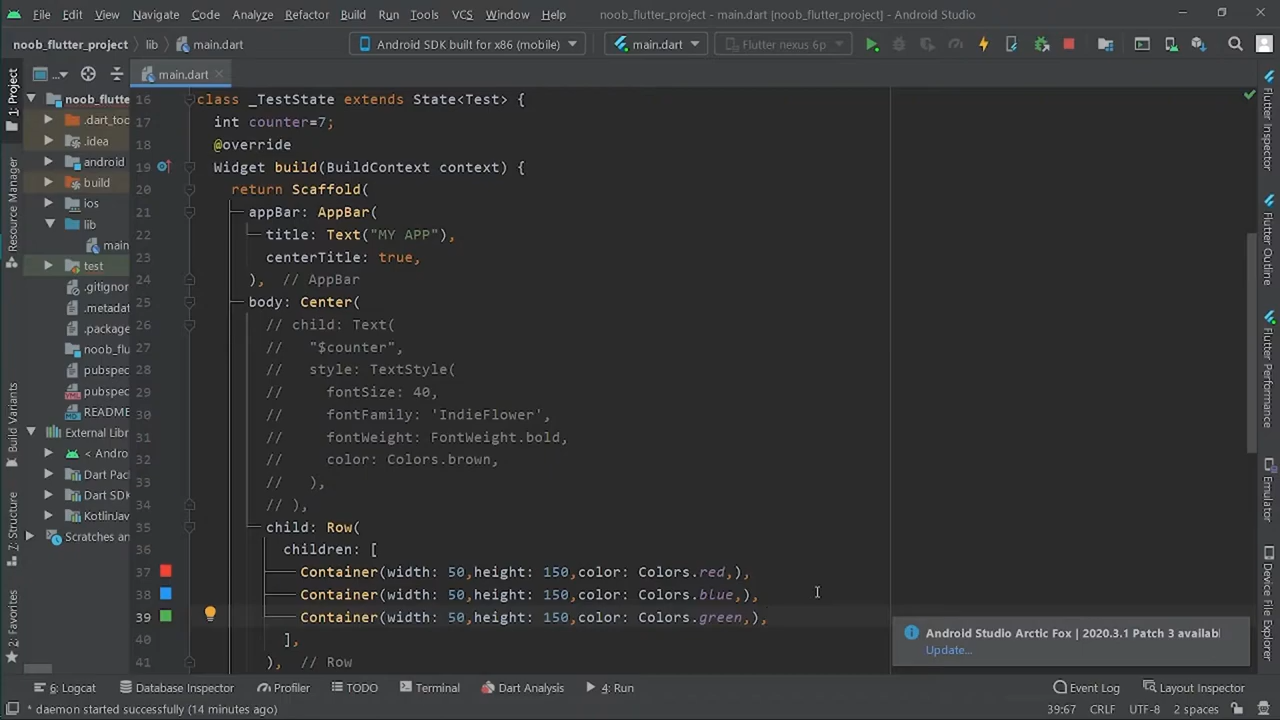 File Edit View Navigate Code Analyze Refactor Build Run Tools VCS Window Help noob_flutter_project - main.dart [noob_flutter_project] - Android Studio
noob_flutter_project lib main.dart Android SDK built for x86 (mobile) main.dart Flutter nexus 6p
1: Project
Resource Manager
Build Variants
7: Structure
2: Favorites
main.dart
noob_flutte
.dart_too
.idea
android
build
ios
lib
main
test
.gitignor
.metadat
.package
noob_flu
pubspec
pubspec
README
External Lib
< Andro
Dart Pac
Dart SDK
KotlinJav
Scratches an
16 class _TestState extends State<Test> {
17 int counter=7;
18 @override
19 Widget build(BuildContext context) {
20 return Scaffold(
21 appBar: AppBar(
22 title: Text("MY APP"),
23 centerTitle: true,
24 ), // AppBar
25 body: Center(
26 // child: Text(
27 // "$counter",
28 // style: TextStyle(
29 // fontSize: 40,
30 // fontFamily: 'IndieFlower',
31 // fontWeight: FontWeight.bold,
32 // color: Colors.brown,
33 // ),
34 // ),
35 child: Row(
36 children: [
37 Container(width: 50,height: 150,color: Colors.red,),
38 Container(width: 50,height: 150,color: Colors.blue,),
39 Container(width: 50,height: 150,color: Colors.green,),
40 ],
41 ), // Row
Flutter Inspector
Flutter Outline
Flutter Performance
Emulator
Device File Explorer
Android Studio Arctic Fox | 2020.3.1 Patch 3 availabl
Update...
6: Logcat Database Inspector Profiler TODO Terminal Dart Analysis 4: Run Event Log Layout Inspector
* daemon started successfully (14 minutes ago) 39:67 CRLF UTF-8 2 spaces